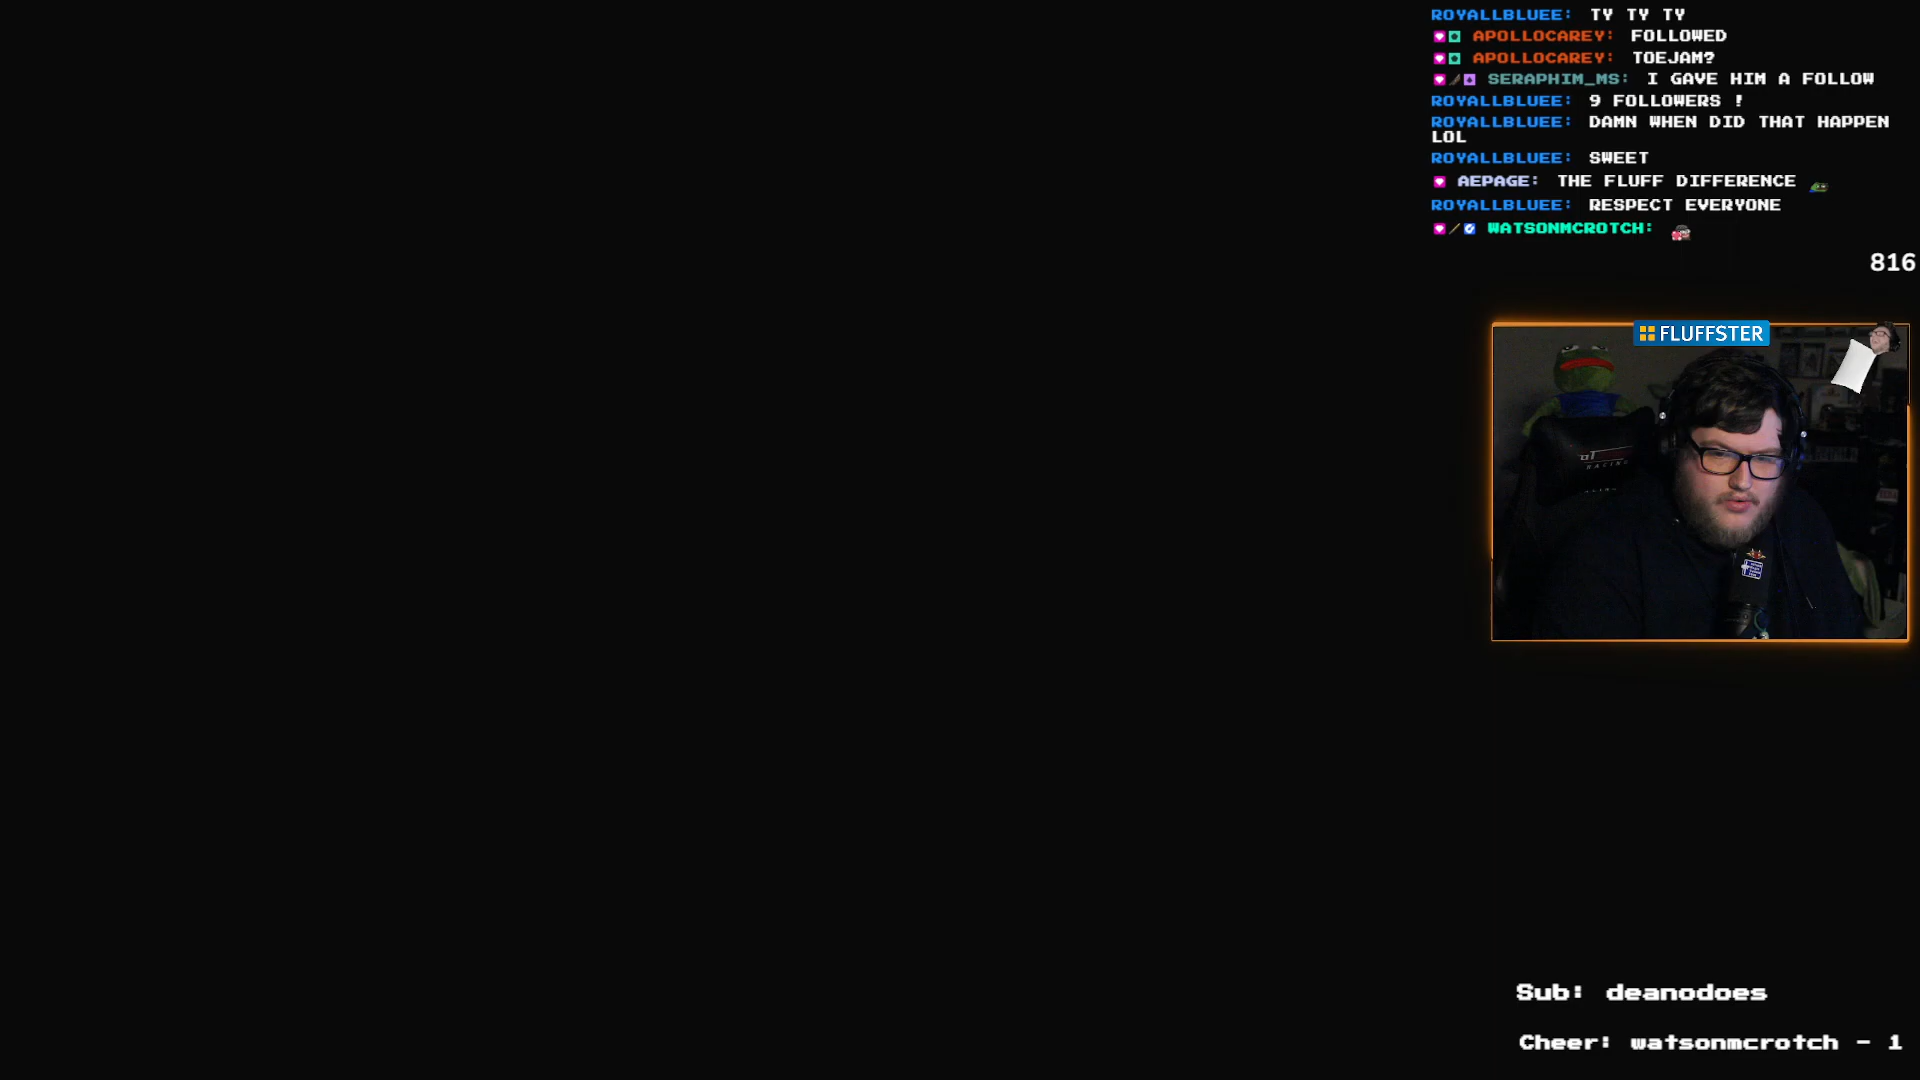 ROYALLBLUEE: TY TY TY
APOLLOCAREY: FOLLOWED
APOLLOCAREY: TOEJAM?
SERAPHIM_MS: I GAVE HIM A FOLLOW
ROYALLBLUEE: 9 FOLLOWERS !
ROYALLBLUEE: DAMN WHEN DID THAT HAPPEN
LOL
ROYALLBLUEE: SWEET
AEPAGE: THE FLUFF DIFFERENCE
ROYALLBLUEE: RESPECT EVERYONE
WATSONMCROTCH:
816
FLUFFSTER
RACING
Sub: deanodoes
Cheer: watsonmcrotch - 1